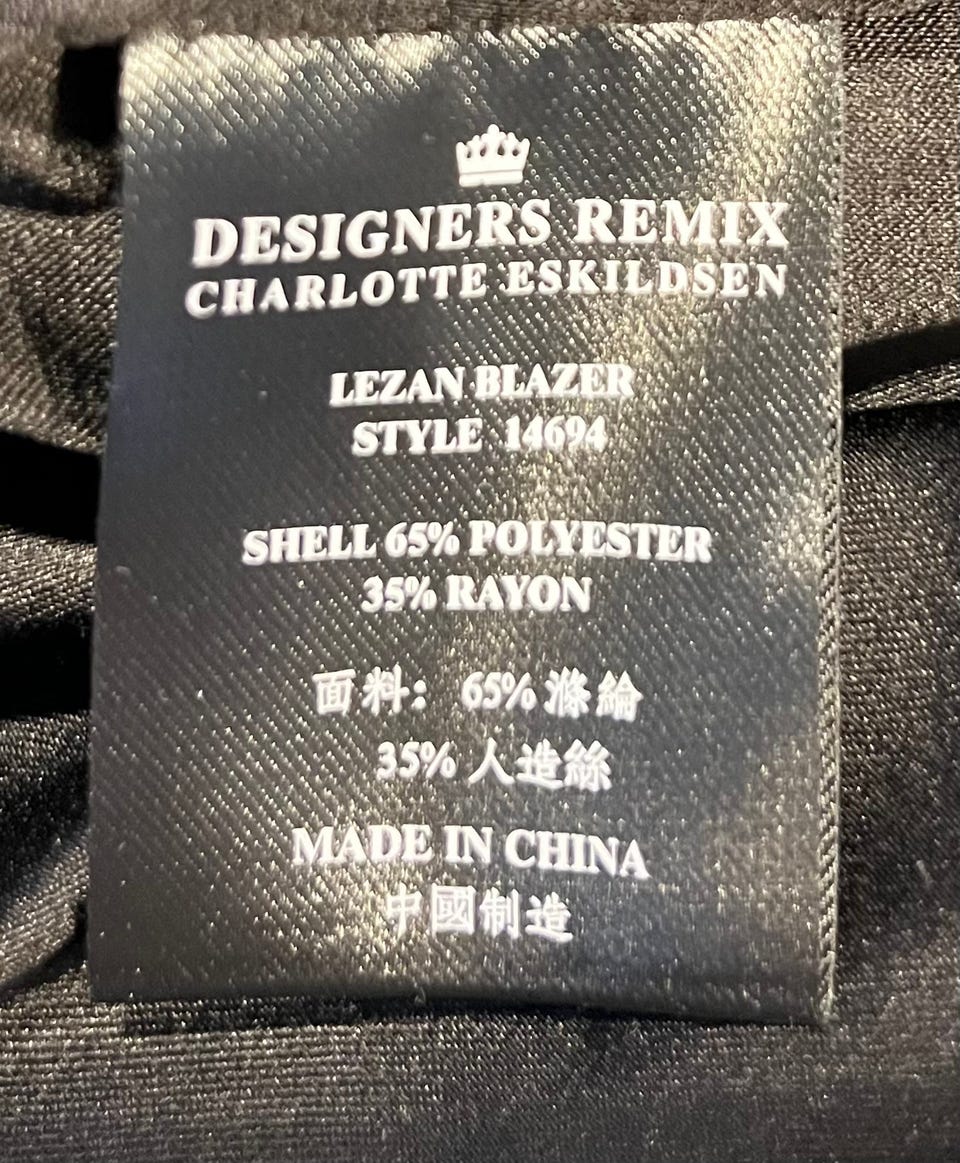 DESIGNERS REMIX
CHARLOTTE ESKILDSEN
LEZAN BLAZER
STYLE 14694
SHELL 65% POLYESTER
35% RAYON
面料： 65% 滌綸
35% 人造絲
MADE IN CHINA
中國制造